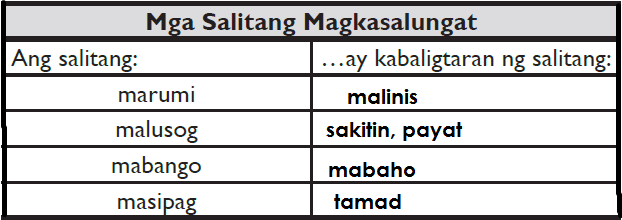 Mga Salitang Magkasalungat
Ang salitang: …ay kabaligtaran ng salitang:
marumi malinis
malusog sakitin, payat
mabango mabaho
masipag tamad